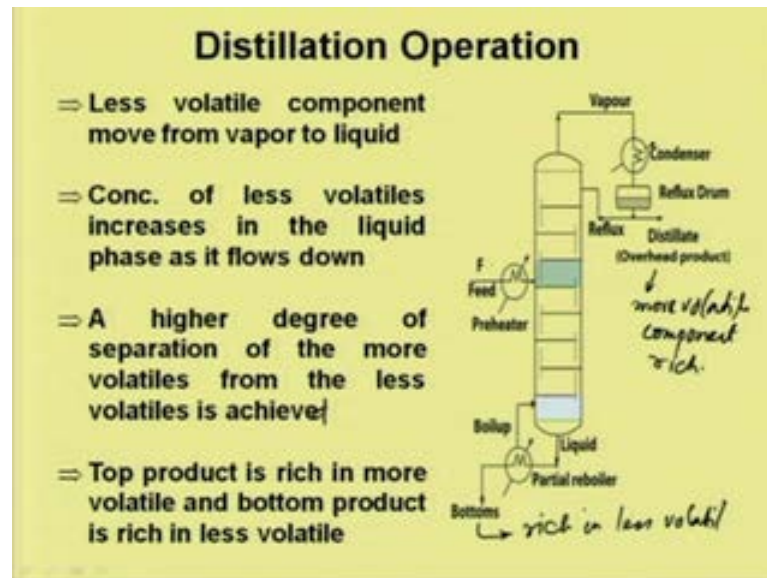 Distillation Operation
⇒ Less volatile component
move from vapor to liquid
⇒ Conc. of less volatiles
increases in the liquid
phase as it flows down
⇒ A higher degree of
separation of the more
volatiles from the less
volatiles is achieved
⇒ Top product is rich in more
volatile and bottom product
is rich in less volatile
Vapour
Condenser
Reflux Drum
Reflux
Distillate
(Overhead product)
more volatile
component
rich.
F
Feed
Preheater
Boilup
Liquid
Partial reboiler
Bottoms
rich in less volatil